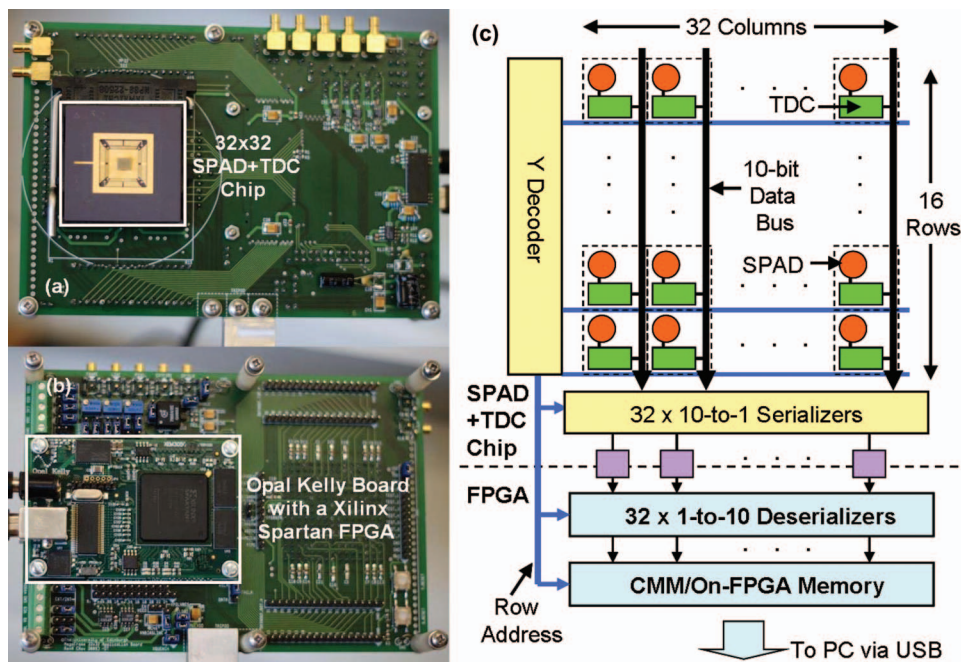 32x32
SPAD+TDC
Chip
(a)
(b)
Opal Kelly
Opal Kelly Board
with a Xilinx
Spartan FPGA
(c)
32 Columns
Y Decoder
TDC
10-bit
Data
Bus
16
Rows
SPAD
SPAD
+TDC
Chip
32 x 10-to-1 Serializers
FPGA
32 x 1-to-10 Deserializers
CMM/On-FPGA Memory
Row
Address
To PC via USB